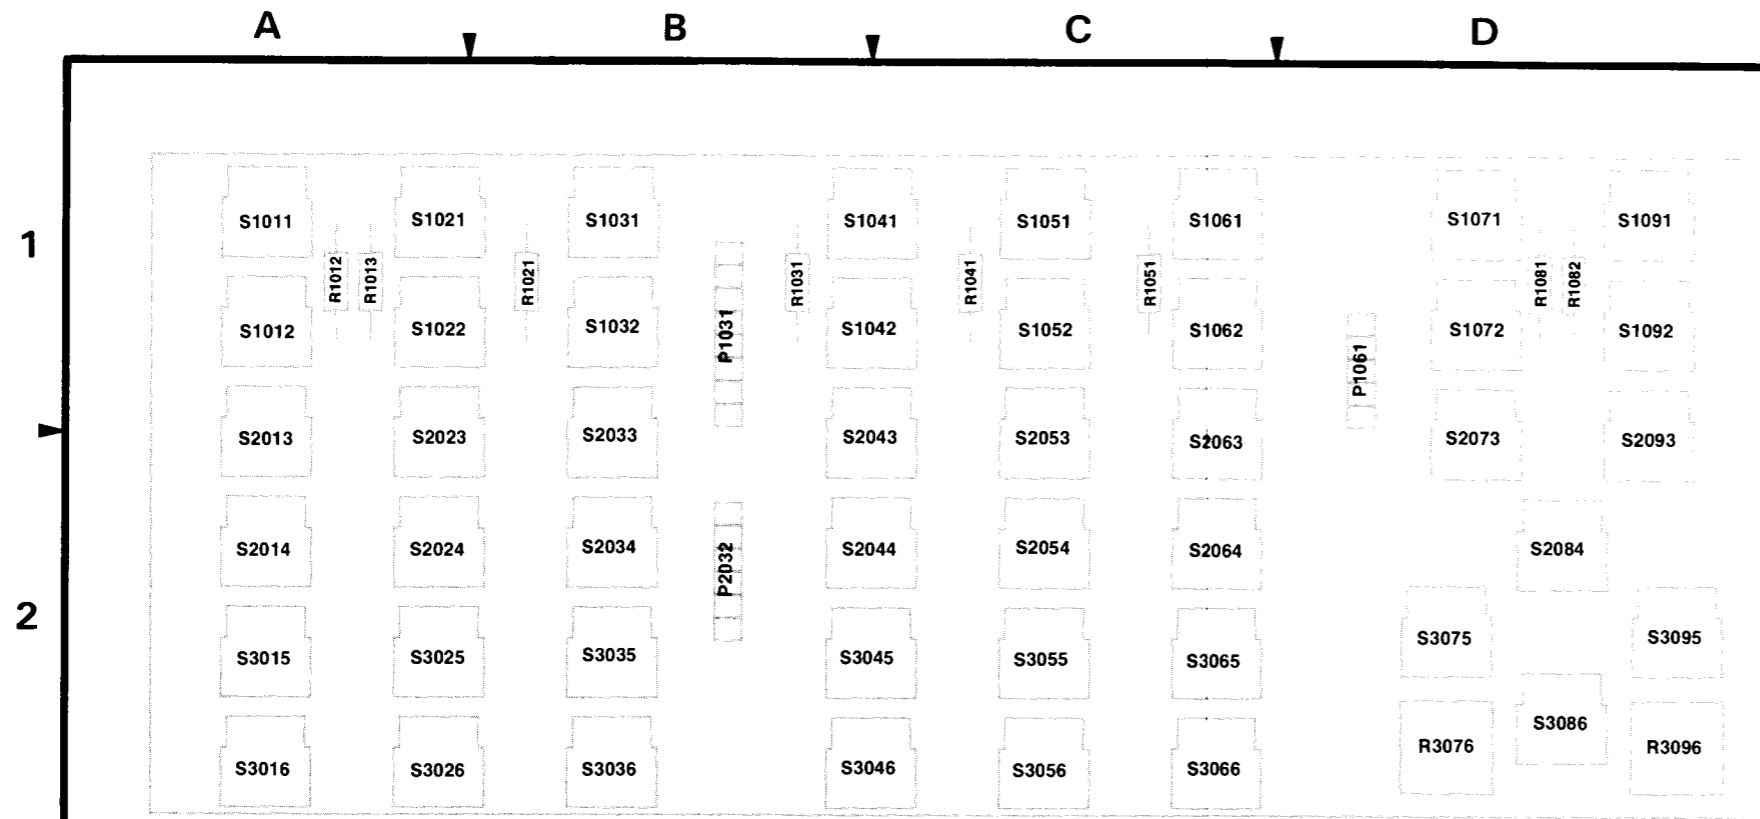 A B C D
1
S1011 S1021 S1031 S1041 S1051 S1061 S1071 S1091
R1012 R1013 R1021 R1031 R1041 R1051 R1081 R1082
S1012 S1022 S1032 P1031 S1042 S1052 S1062 P1061 S1072 S1092
S2013 S2023 S2033 S2043 S2053 S2063 S2073 S2093
S2014 S2024 S2034 P2032 S2044 S2054 S2064 S2084
2
S3015 S3025 S3035 S3045 S3055 S3065 S3075 S3095
S3016 S3026 S3036 S3046 S3056 S3066 R3076 S3086 R3096